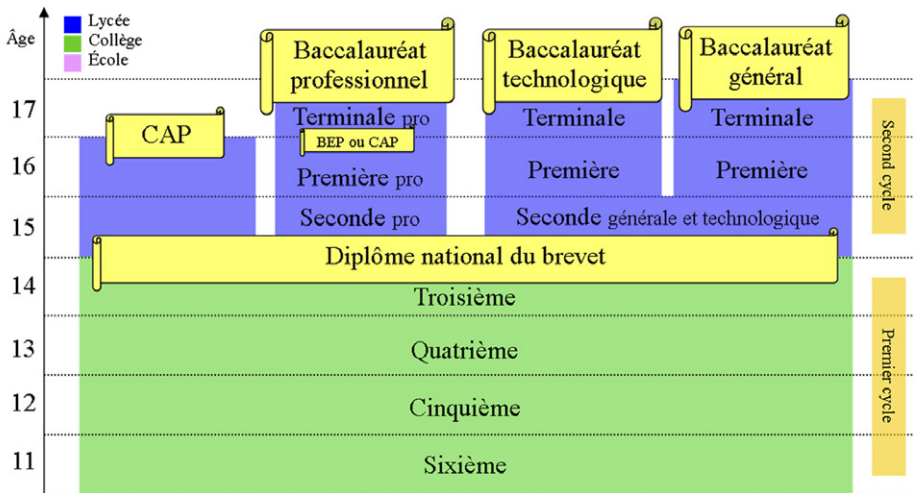 Âge
Lycée
Collège
École
Baccalauréat
professionnel
Baccalauréat
technologique
Baccalauréat
général
17
Terminale pro
Terminale
Terminale
CAP
BEP ou CAP
16
Première pro
Première
Première
15
Seconde pro
Seconde générale et technologique
Second cycle
Diplôme national du brevet
14
Troisième
13
Quatrième
12
Cinquième
11
Sixième
Premier cycle